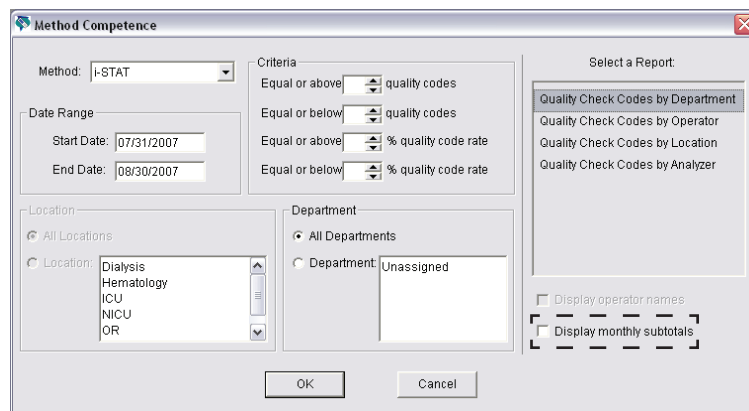 Method Competence
Method: i-STAT
Date Range
Start Date: 07/31/2007
End Date: 08/30/2007
Criteria
Equal or above quality codes
Equal or below quality codes
Equal or above % quality code rate
Equal or below % quality code rate
Location
All Locations
Location: Dialysis
Hematology
ICU
NICU
OR
Department
All Departments
Department: Unassigned
Select a Report:
Quality Check Codes by Department
Quality Check Codes by Operator
Quality Check Codes by Location
Quality Check Codes by Analyzer
Display operator names
Display monthly subtotals
OK
Cancel